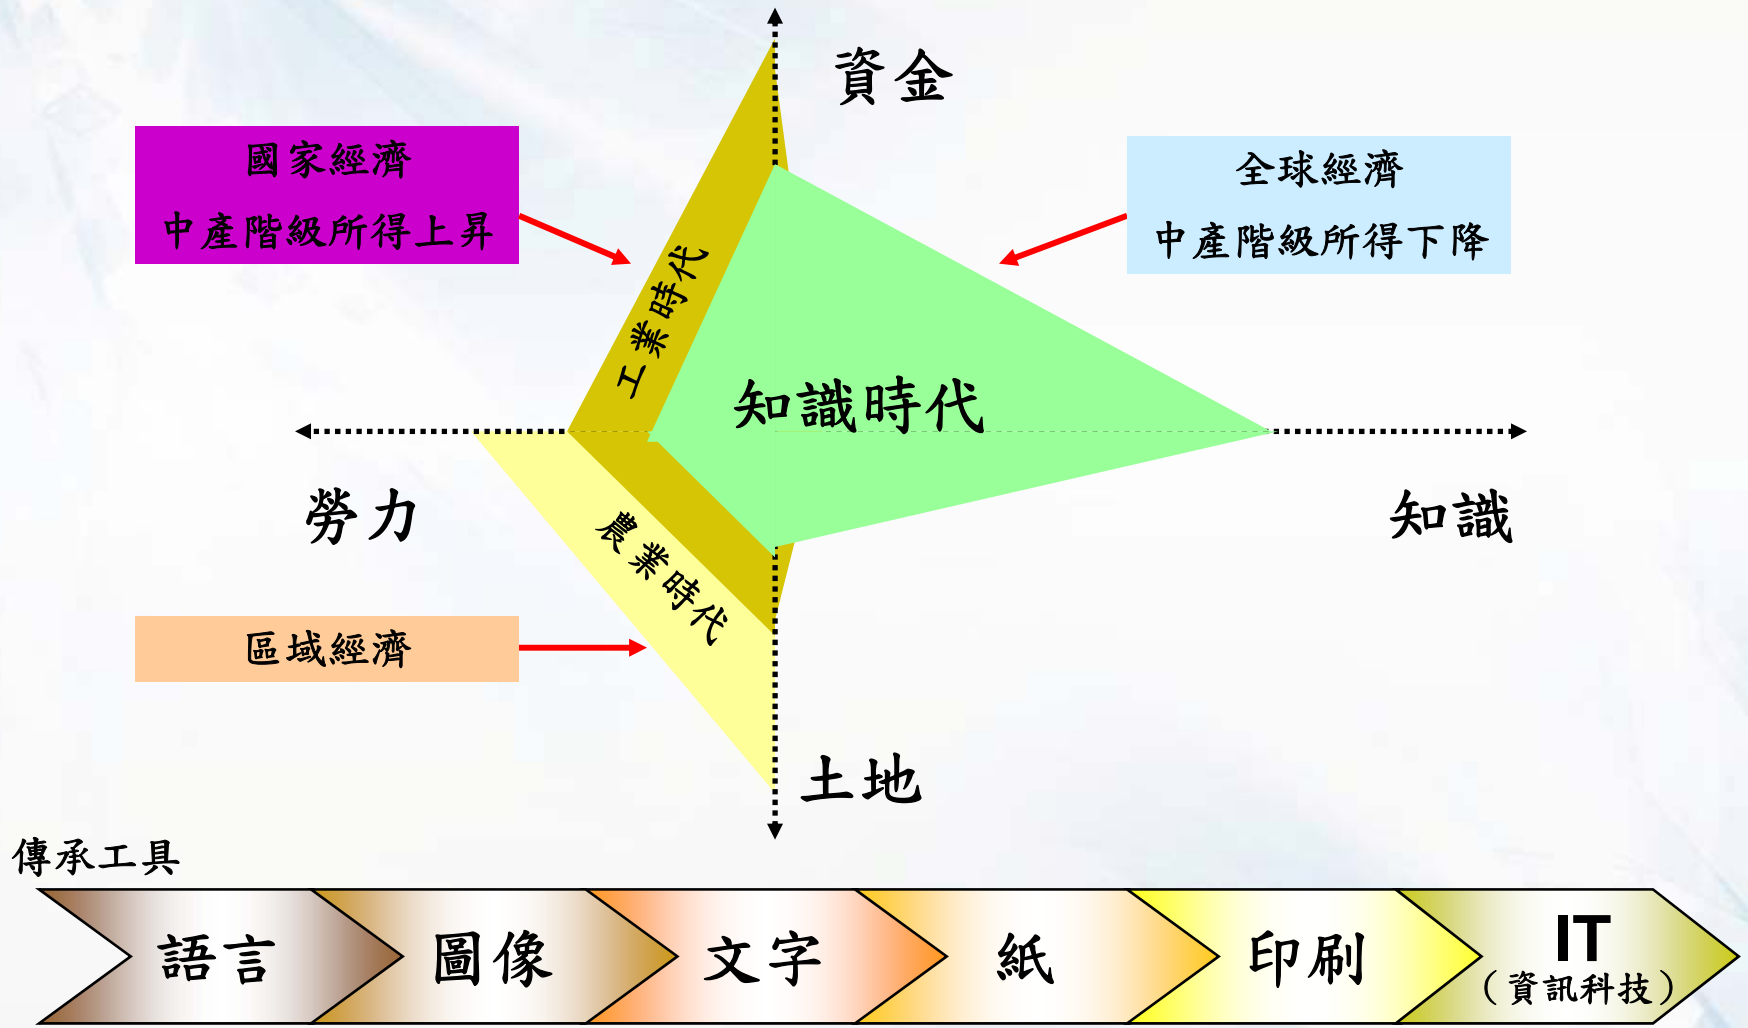 資金
國家經濟
中產階級所得上昇
全球經濟
中產階級所得下降
工業時代
知識時代
勞力
知識
農業時代
區域經濟
土地
傳承工具
語言
圖像
文字
紙
印刷
IT
（資訊科技）